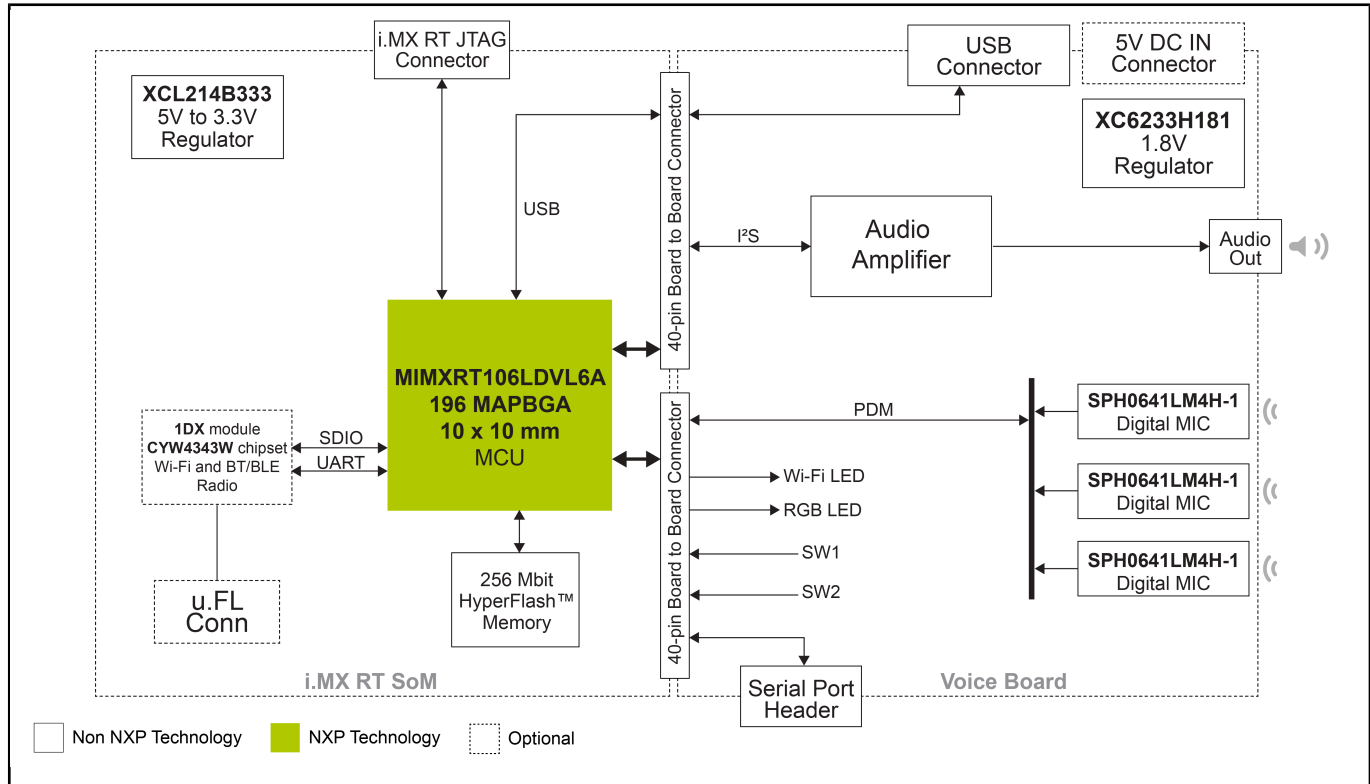 i.MX RT JTAG
Connector
USB
Connector
5V DC IN
Connector
XCL214B333
5V to 3.3V
Regulator
XC6233H181
1.8V
Regulator
40-pin Board to Board Connector
USB
I²S
Audio
Amplifier
Audio
Out
MIMXRT106LDVL6A
196 MAPBGA
10 x 10 mm
MCU
1DX module
CYW4343W chipset
Wi-Fi and BT/BLE
Radio
SDIO
UART
u.FL
Conn
256 Mbit
HyperFlash™
Memory
40-pin Board to Board Connector
PDM
Wi-Fi LED
RGB LED
SW1
SW2
SPH0641LM4H-1
Digital MIC
SPH0641LM4H-1
Digital MIC
SPH0641LM4H-1
Digital MIC
Serial Port
Header
i.MX RT SoM
Voice Board
Non NXP Technology
NXP Technology
Optional